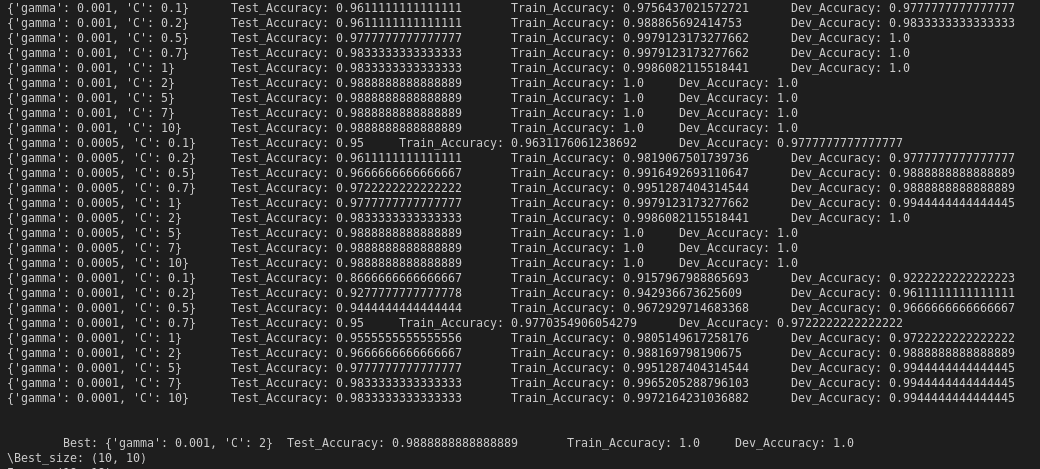 {'gamma': 0.001, 'C': 0.1} Test_Accuracy: 0.9611111111111111 Train_Accuracy: 0.9756437021572721 Dev_Accuracy: 0.9777777777777777
{'gamma': 0.001, 'C': 0.2} Test_Accuracy: 0.9611111111111111 Train_Accuracy: 0.988865692414753 Dev_Accuracy: 0.9833333333333333
{'gamma': 0.001, 'C': 0.5} Test_Accuracy: 0.9777777777777777 Train_Accuracy: 0.9979123173277662 Dev_Accuracy: 1.0
{'gamma': 0.001, 'C': 0.7} Test_Accuracy: 0.9833333333333333 Train_Accuracy: 0.9979123173277662 Dev_Accuracy: 1.0
{'gamma': 0.001, 'C': 1} Test_Accuracy: 0.9833333333333333 Train_Accuracy: 0.9986082115518441 Dev_Accuracy: 1.0
{'gamma': 0.001, 'C': 2} Test_Accuracy: 0.9888888888888889 Train_Accuracy: 1.0 Dev_Accuracy: 1.0
{'gamma': 0.001, 'C': 5} Test_Accuracy: 0.9888888888888889 Train_Accuracy: 1.0 Dev_Accuracy: 1.0
{'gamma': 0.001, 'C': 7} Test_Accuracy: 0.9888888888888889 Train_Accuracy: 1.0 Dev_Accuracy: 1.0
{'gamma': 0.001, 'C': 10} Test_Accuracy: 0.9888888888888889 Train_Accuracy: 1.0 Dev_Accuracy: 1.0
{'gamma': 0.0005, 'C': 0.1} Test_Accuracy: 0.95 Train_Accuracy: 0.9631176061238692 Dev_Accuracy: 0.9777777777777777
{'gamma': 0.0005, 'C': 0.2} Test_Accuracy: 0.9611111111111111 Train_Accuracy: 0.9819067501739736 Dev_Accuracy: 0.9777777777777777
{'gamma': 0.0005, 'C': 0.5} Test_Accuracy: 0.9666666666666667 Train_Accuracy: 0.9916492693110647 Dev_Accuracy: 0.9888888888888889
{'gamma': 0.0005, 'C': 0.7} Test_Accuracy: 0.9722222222222222 Train_Accuracy: 0.9951287404314544 Dev_Accuracy: 0.9888888888888889
{'gamma': 0.0005, 'C': 1} Test_Accuracy: 0.9777777777777777 Train_Accuracy: 0.9979123173277662 Dev_Accuracy: 0.9944444444444445
{'gamma': 0.0005, 'C': 2} Test_Accuracy: 0.9833333333333333 Train_Accuracy: 0.9986082115518441 Dev_Accuracy: 1.0
{'gamma': 0.0005, 'C': 5} Test_Accuracy: 0.9888888888888889 Train_Accuracy: 1.0 Dev_Accuracy: 1.0
{'gamma': 0.0005, 'C': 7} Test_Accuracy: 0.9888888888888889 Train_Accuracy: 1.0 Dev_Accuracy: 1.0
{'gamma': 0.0005, 'C': 10} Test_Accuracy: 0.9888888888888889 Train_Accuracy: 1.0 Dev_Accuracy: 1.0
{'gamma': 0.0001, 'C': 0.1} Test_Accuracy: 0.8666666666666667 Train_Accuracy: 0.9157967988865693 Dev_Accuracy: 0.9222222222222223
{'gamma': 0.0001, 'C': 0.2} Test_Accuracy: 0.9277777777777778 Train_Accuracy: 0.942936673625609 Dev_Accuracy: 0.9611111111111111
{'gamma': 0.0001, 'C': 0.5} Test_Accuracy: 0.9444444444444444 Train_Accuracy: 0.9672929714683368 Dev_Accuracy: 0.9666666666666667
{'gamma': 0.0001, 'C': 0.7} Test_Accuracy: 0.95 Train_Accuracy: 0.9770354906054279 Dev_Accuracy: 0.9722222222222222
{'gamma': 0.0001, 'C': 1} Test_Accuracy: 0.9555555555555556 Train_Accuracy: 0.9805149617258176 Dev_Accuracy: 0.9722222222222222
{'gamma': 0.0001, 'C': 2} Test_Accuracy: 0.9666666666666667 Train_Accuracy: 0.988169798190675 Dev_Accuracy: 0.9888888888888889
{'gamma': 0.0001, 'C': 5} Test_Accuracy: 0.9777777777777777 Train_Accuracy: 0.9951287404314544 Dev_Accuracy: 0.9944444444444445
{'gamma': 0.0001, 'C': 7} Test_Accuracy: 0.9833333333333333 Train_Accuracy: 0.9965205288796103 Dev_Accuracy: 0.9944444444444445
{'gamma': 0.0001, 'C': 10} Test_Accuracy: 0.9833333333333333 Train_Accuracy: 0.9972164231036882 Dev_Accuracy: 0.9944444444444445
Best: {'gamma': 0.001, 'C': 2} Test_Accuracy: 0.9888888888888889 Train_Accuracy: 1.0 Dev_Accuracy: 1.0
\Best_size: (10, 10)